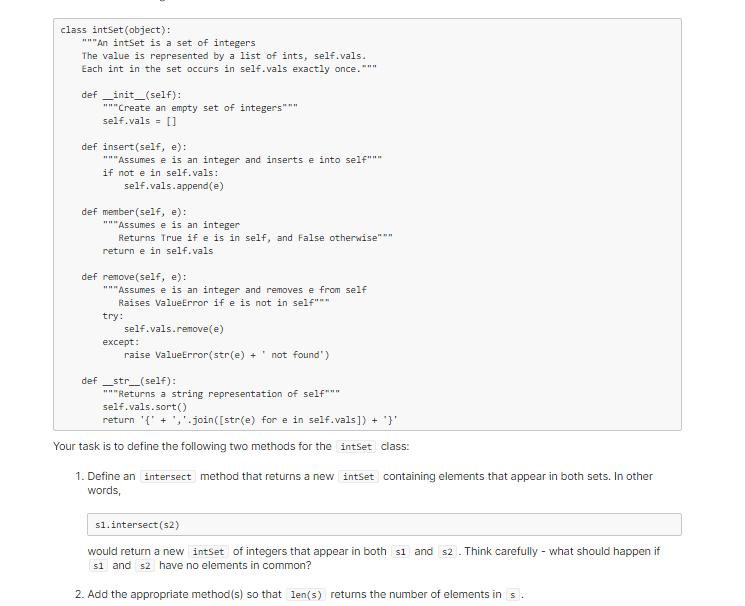 class intSet(object):
    """An intSet is a set of integers
    The value is represented by a list of ints, self.vals.
    Each int in the set occurs in self.vals exactly once."""

    def __init__(self):
        """Create an empty set of integers"""
        self.vals = []

    def insert(self, e):
        """Assumes e is an integer and inserts e into self"""
        if not e in self.vals:
            self.vals.append(e)

    def member(self, e):
        """Assumes e is an integer
           Returns True if e is in self, and False otherwise"""
        return e in self.vals

    def remove(self, e):
        """Assumes e is an integer and removes e from self
           Raises ValueError if e is not in self"""
        try:
            self.vals.remove(e)
        except:
            raise ValueError(str(e) + ' not found')

    def __str__(self):
        """Returns a string representation of self"""
        self.vals.sort()
        return '{' + ','.join([str(e) for e in self.vals]) + '}'
Your task is to define the following two methods for the intSet class:
1. Define an intersect method that returns a new intSet containing elements that appear in both sets. In other
words,
s1.intersect(s2)
would return a new intSet of integers that appear in both s1 and s2 . Think carefully - what should happen if
s1 and s2 have no elements in common?
2. Add the appropriate method(s) so that len(s) returns the number of elements in s .